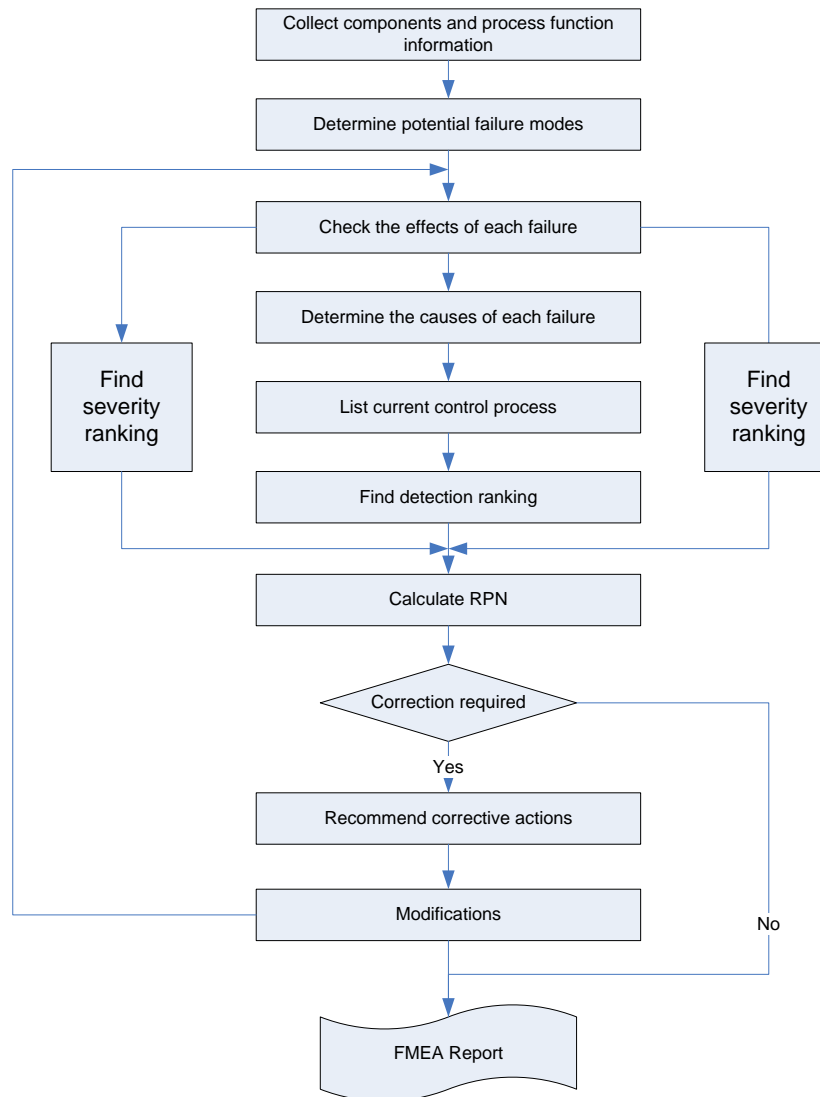 Collect components and process function
information
Determine potential failure modes
Check the effects of each failure
Determine the causes of each failure
Find
severity
ranking
List current control process
Find
severity
ranking
Find detection ranking
Calculate RPN
Correction required
Yes
Recommend corrective actions
Modifications
No
FMEA Report